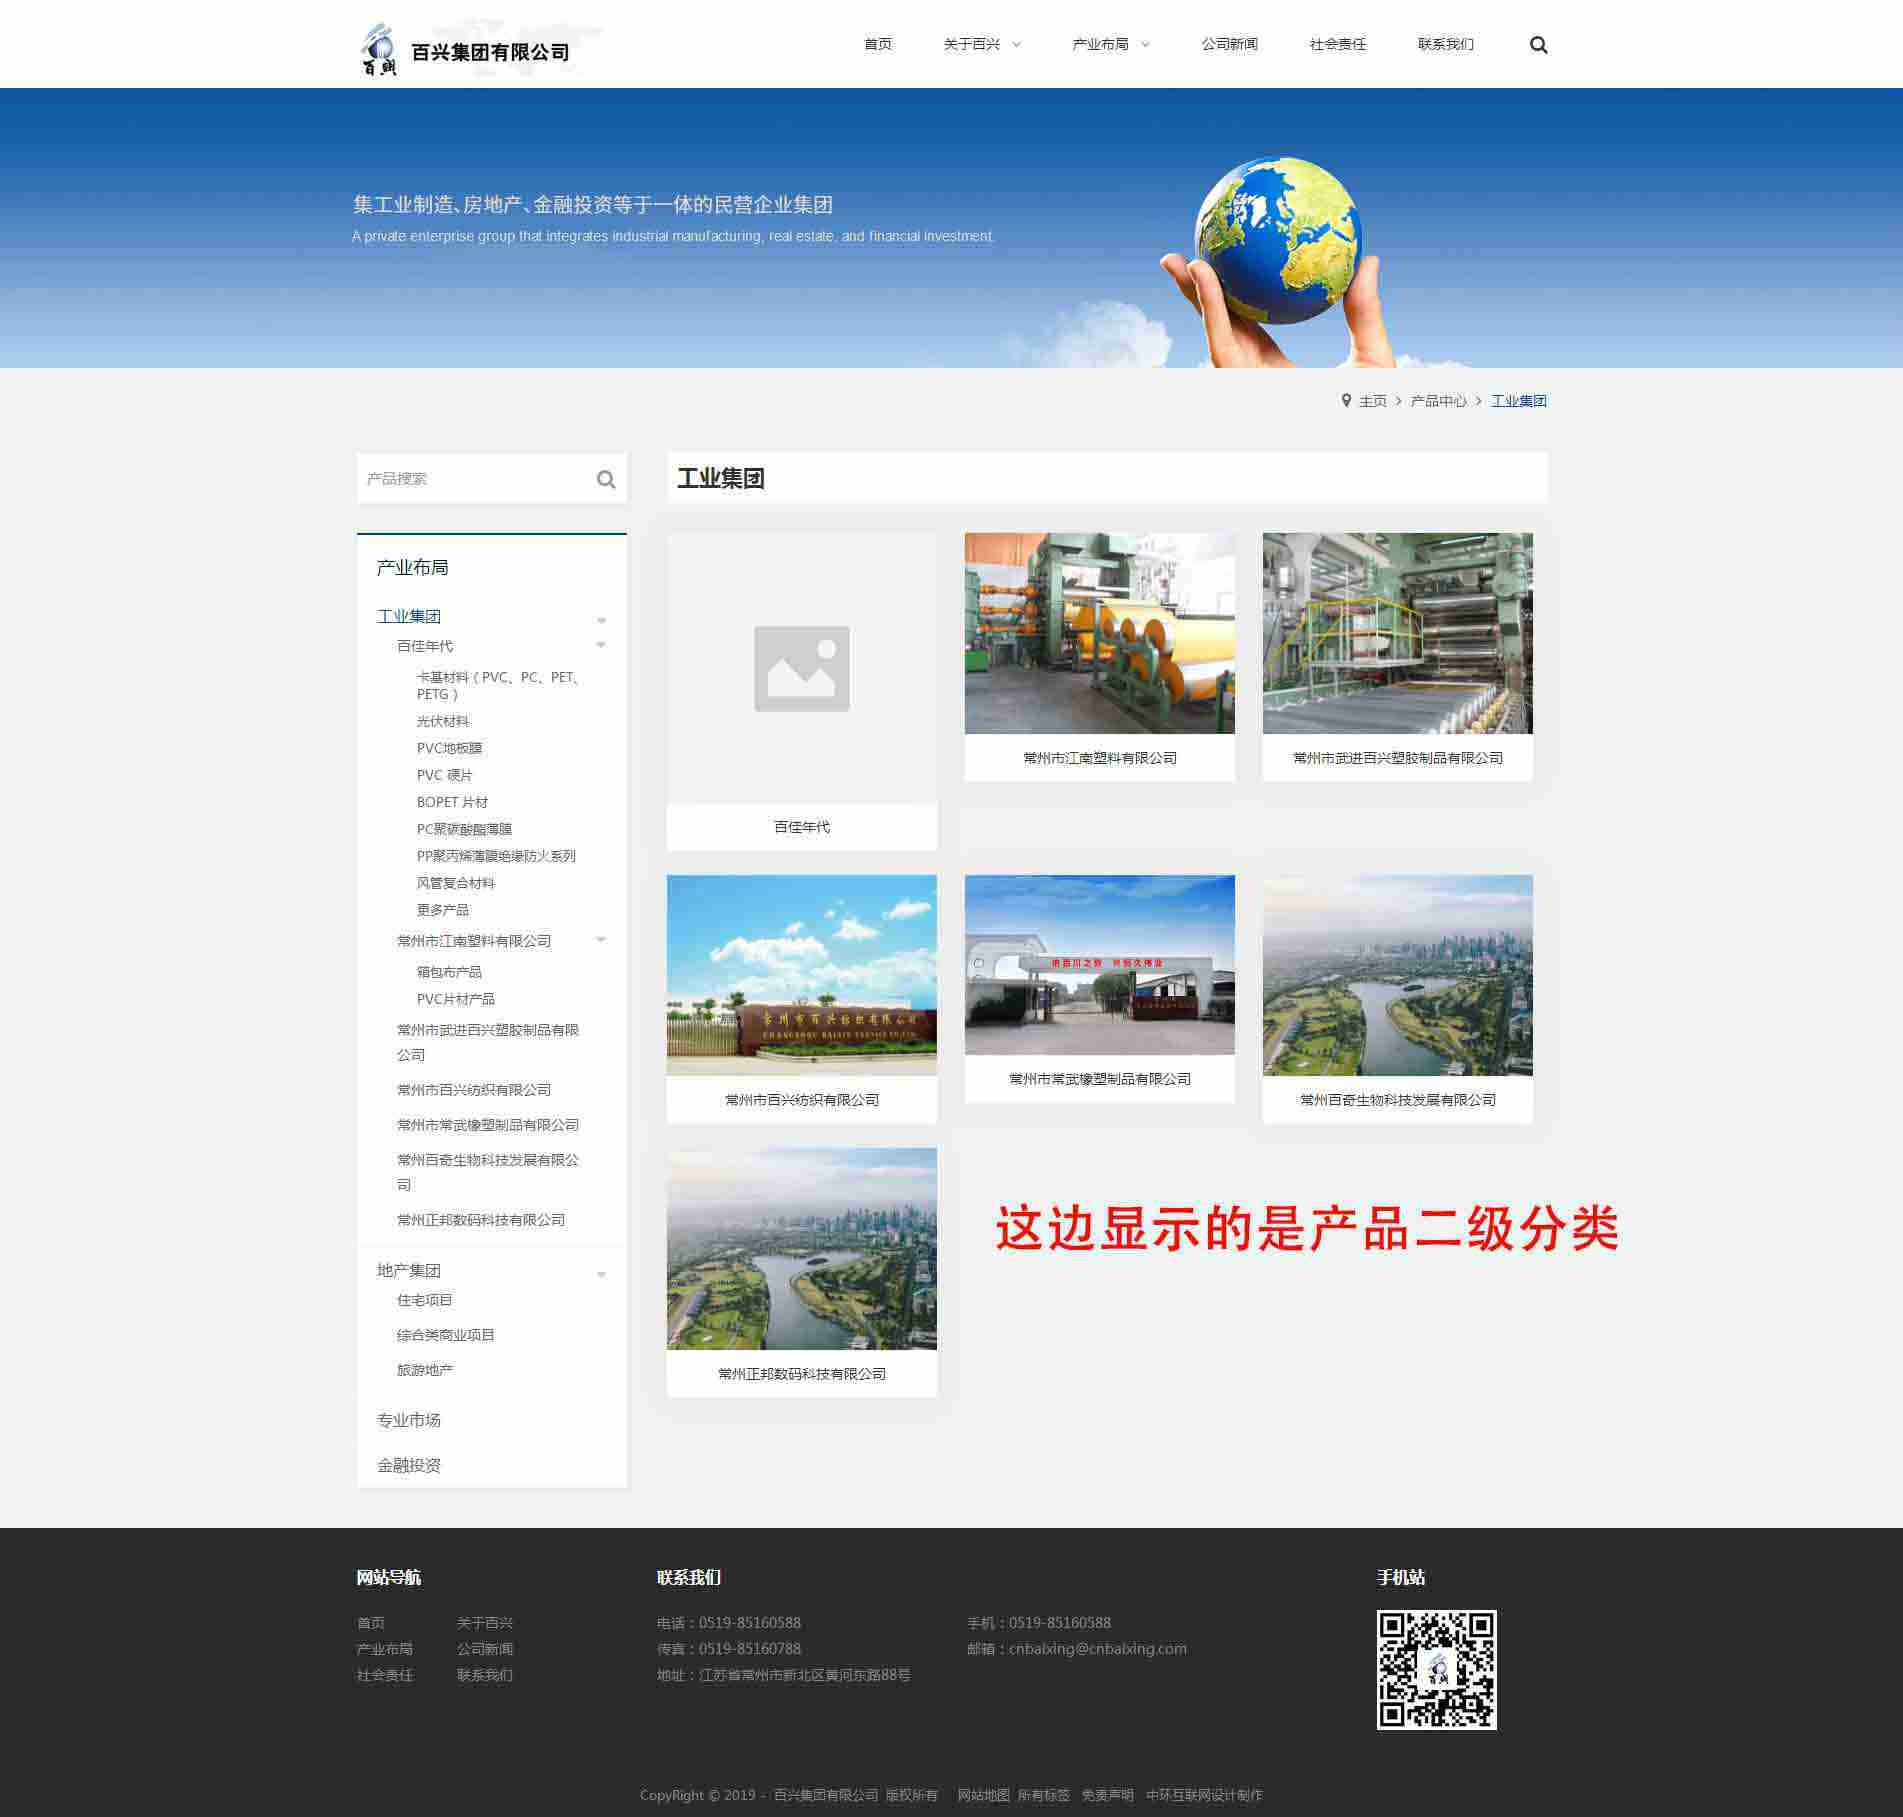 百兴
百兴集团有限公司
首页 关于百兴 产业布局 公司新闻 社会责任 联系我们
集工业制造、房地产、金融投资等于一体的民营企业集团
A private enterprise group that integrates industrial manufacturing, real estate, and financial investment.
主页 > 产品中心 > 工业集团
产品搜索
工业集团
产业布局
工业集团
百佳年代
卡基材料（PVC、PC、PET、
PETG）
光伏材料
PVC地板膜
PVC 硬片
BOPET 片材
PC聚碳酸酯薄膜
PP聚丙烯薄膜绝缘防火系列
风管复合材料
更多产品
常州市江南塑料有限公司
箱包布产品
PVC片材产品
常州市武进百兴塑胶制品有限
公司
常州市百兴纺织有限公司
常州市常武橡塑制品有限公司
常州百奇生物科技发展有限公
司
常州正邦数码科技有限公司
地产集团
住宅项目
综合类商业项目
旅游地产
专业市场
金融投资
百佳年代
常州市江南塑料有限公司
常州市武进百兴塑胶制品有限公司
常州市百兴纺织有限公司
CHANGZHOU BAIXIN TEXTILE CO.,LTD.
常州市百兴纺织有限公司
常州市常武橡塑制品有限公司
常州百奇生物科技发展有限公司
常州正邦数码科技有限公司
这边显示的是产品二级分类
网站导航
首页 关于百兴
产业布局 公司新闻
社会责任 联系我们
联系我们
电话：0519-85160588 手机：0519-85160588
传真：0519-85160788 邮箱：cnbaixing@cnbaixing.com
地址：江苏省常州市新北区黄河东路88号
手机站
CopyRight © 2019 - 百兴集团有限公司 版权所有 网站地图 所有标签 免责声明 中环互联网设计制作